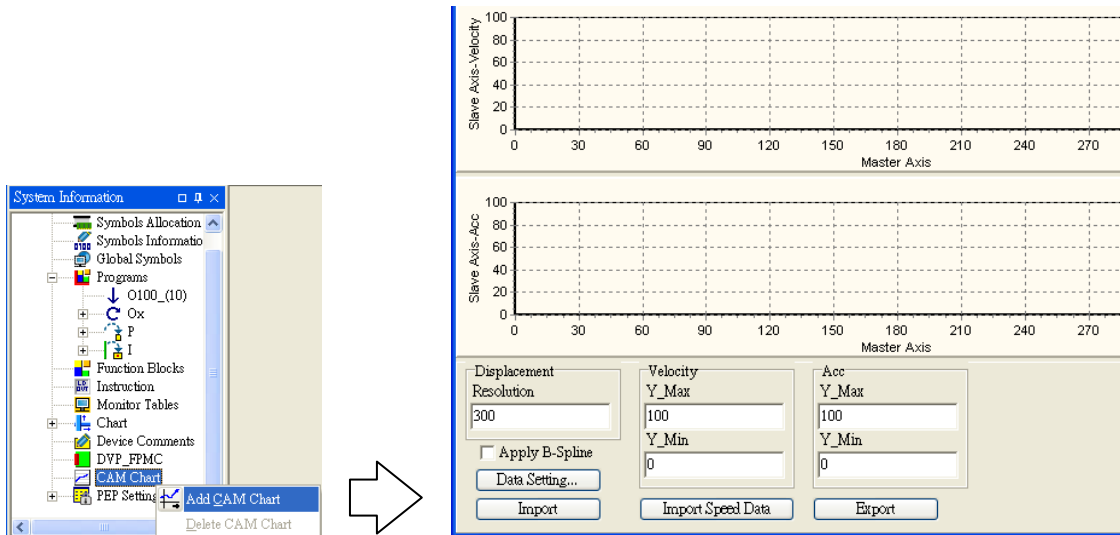 System Information
Symbols Allocation
Symbols Informatio
Global Symbols
Programs
O100_(10)
Ox
P
I
Function Blocks
Instruction
Monitor Tables
Chart
Device Comments
DVP_FPMC
CAM Chart
PEP Setting
Add CAM Chart
Delete CAM Chart
Slave Axis-Velocity
100
80
60
40
20
0
0 30 60 90 120 150 180 210 240 270
Master Axis
Slave Axis-Acc
100
80
60
40
20
0
0 30 60 90 120 150 180 210 240 270
Master Axis
Displacement Velocity Acc
Resolution Y_Max Y_Max
300 100 100
Y_Min Y_Min
Apply B-Spline
0 0
Data Setting...
Import Import Speed Data Export